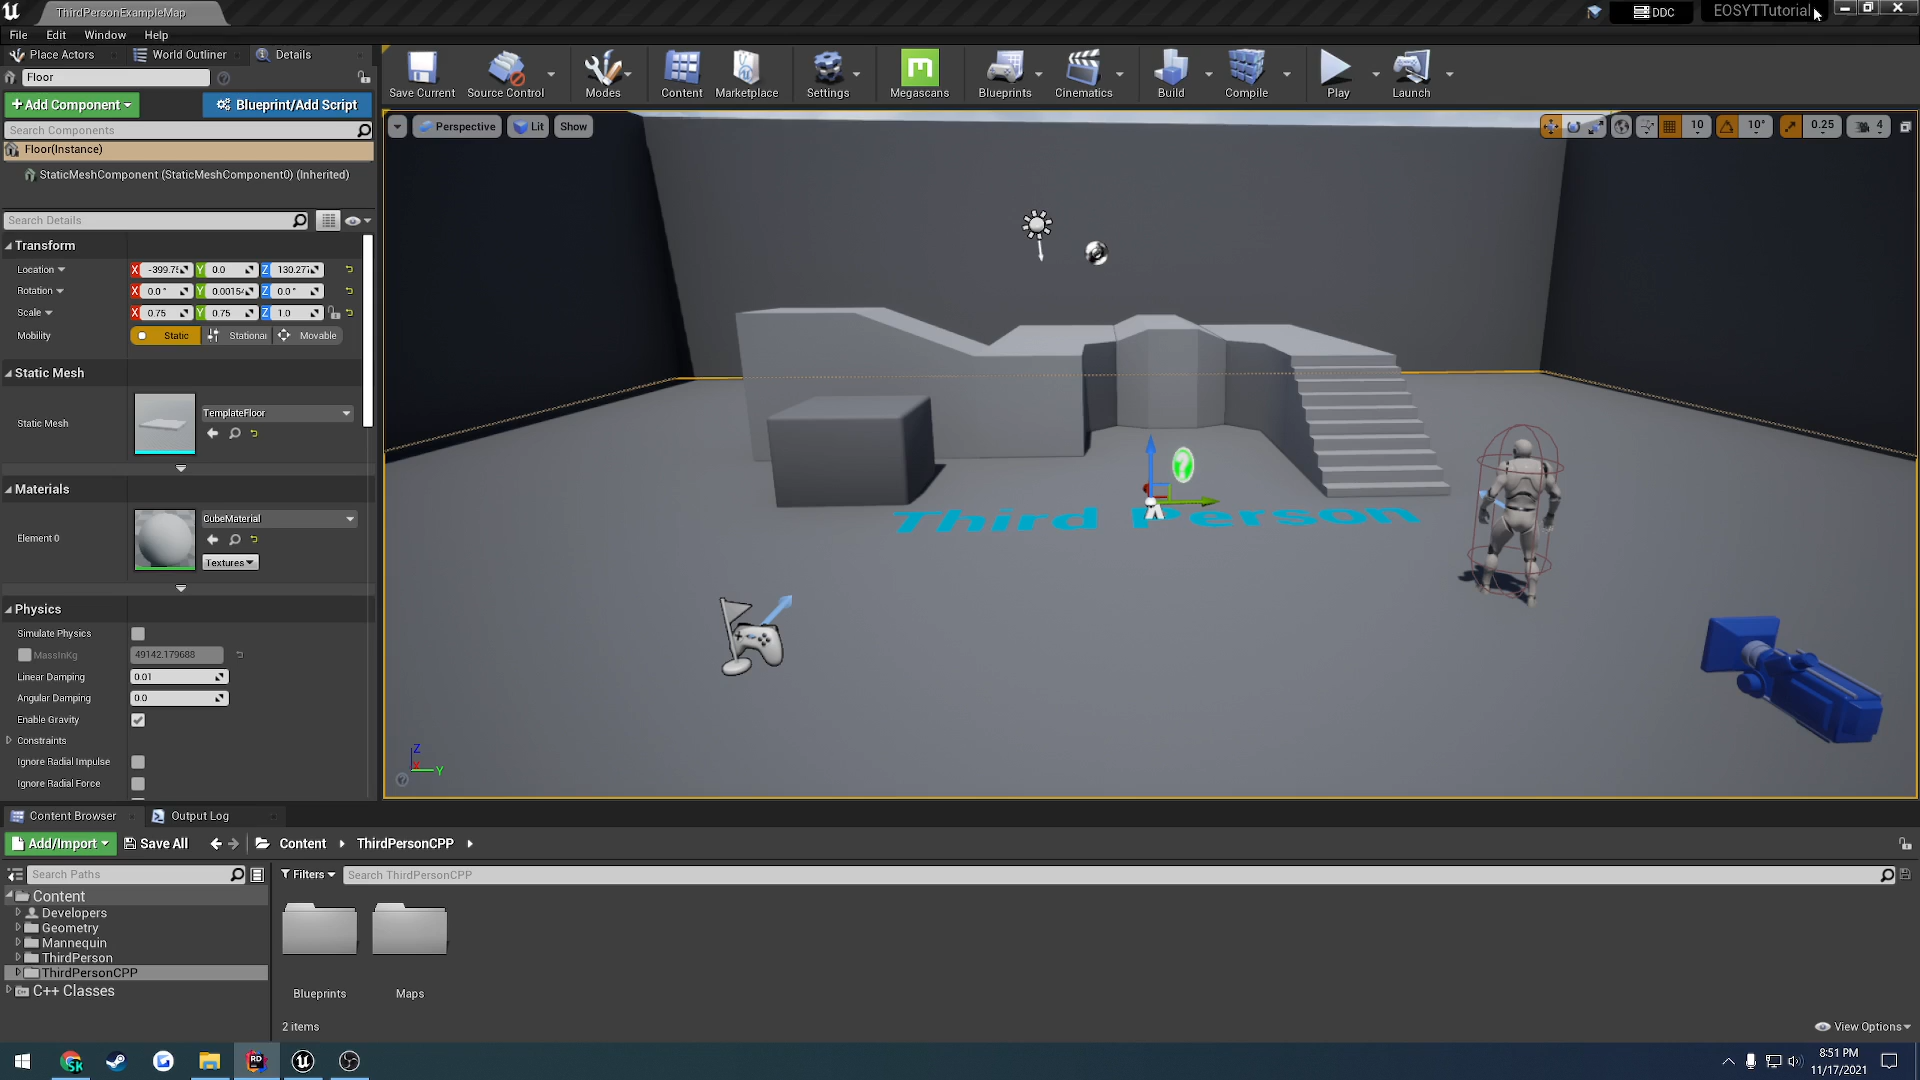 ThirdPersonExampleMap
DDC
EOSYTTutorial
File Edit Window Help
Place Actors World Outliner Details
Floor
+Add Component Blueprint/Add Script
Search Components
Floor(Instance)
StaticMeshComponent (StaticMeshComponent0) (Inherited)
Search Details
Transform
Location X -399.75 Y 0.0 Z 130.277
Rotation X 0.0° Y 0.00154 Z 0.0°
Scale X 0.75 Y 0.75 Z 1.0
Mobility Static Stationar Movable
Static Mesh
Static Mesh TemplateFloor
Materials
Element 0 CubeMaterial
Textures
Physics
Simulate Physics
MassInKg 49142.179688
Linear Damping 0.01
Angular Damping 0.0
Enable Gravity
Constraints
Ignore Radial Impulse
Ignore Radial Force
Save Current Source Control Modes Content Marketplace Settings Megascans Blueprints Cinematics Build Compile Play Launch
Perspective Lit Show
10 10° 0.25 4
Third Person
Z X Y
Content Browser Output Log
Add/Import Save All Content ThirdPersonCPP
Search Paths
Filters Search ThirdPersonCPP
Content
Developers
Geometry
Mannequin
ThirdPerson
ThirdPersonCPP
C++ Classes
Blueprints Maps
2 items
View Options
8:51 PM
11/17/2021